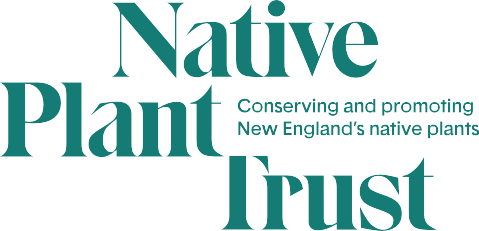 Native
Plant
Conserving and promoting
New England's native plants
Trust